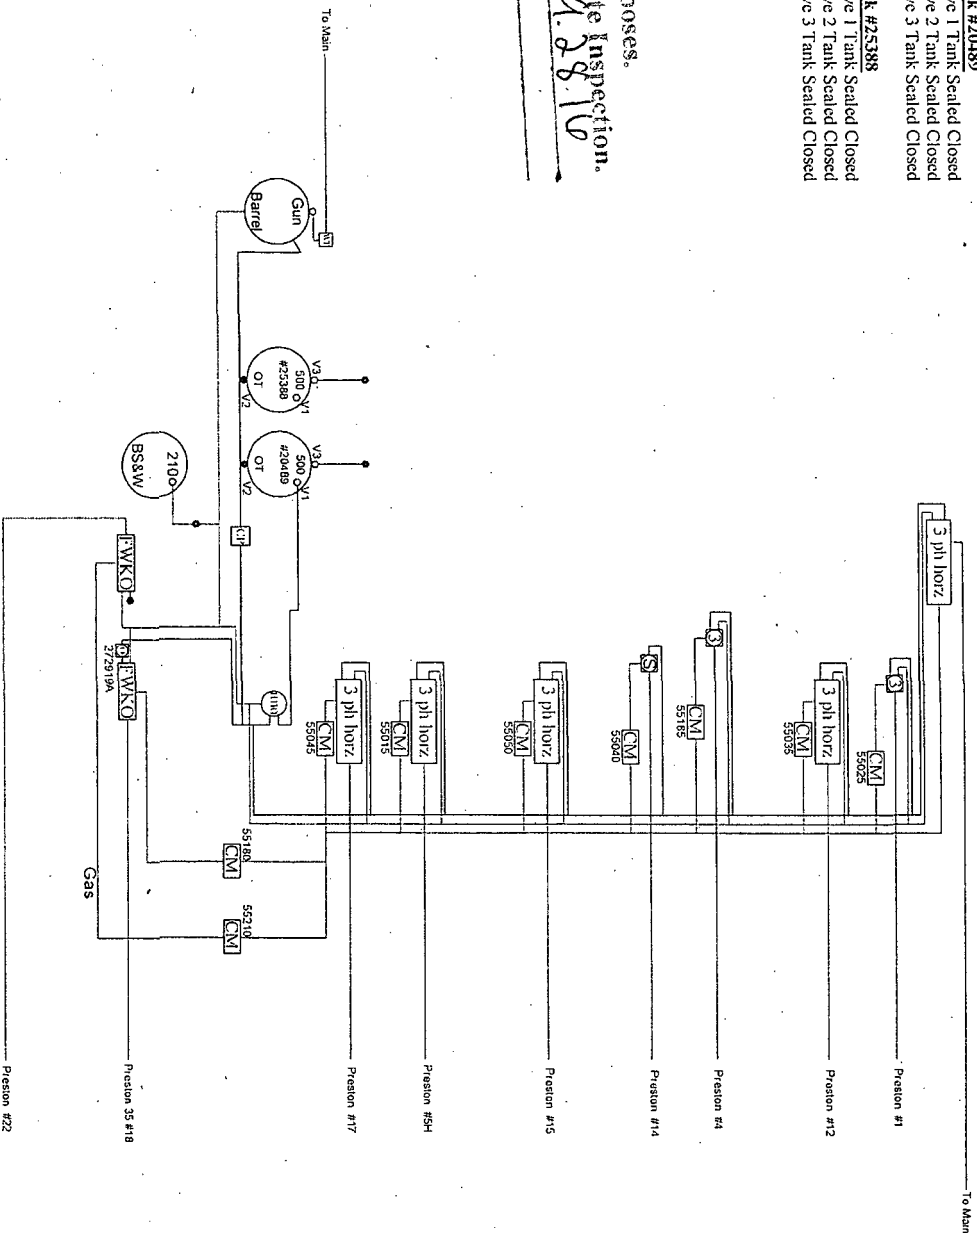 k #20489
ve 1 Tank Sealed Closed
ve 2 Tank Sealed Closed
ve 3 Tank Sealed Closed
k #25388
ve 1 Tank Sealed Closed
ve 2 Tank Sealed Closed
ve 3 Tank Sealed Closed
poses.
te Inspection.
To Main
Gun
Barrel
V3
V1
500
#25388
OT
V2
V3
V1
500
#20489
OT
V2
210
BS&W
FWKO
272919A
FWKO
3 ph horz
3
CM
55025
3 ph horz
CM
55035
3
CM
55165
S
CM
55040
3 ph horz
CM
55050
3 ph horz
CM
55015
3 ph horz
CM
55045
55180
CM
55210
CM
Gas
To Main
Preston #1
Preston #12
Preston #4
Preston #14
Preston #15
Preston #5H
Preston #17
Preston 35 #18
Preston #22